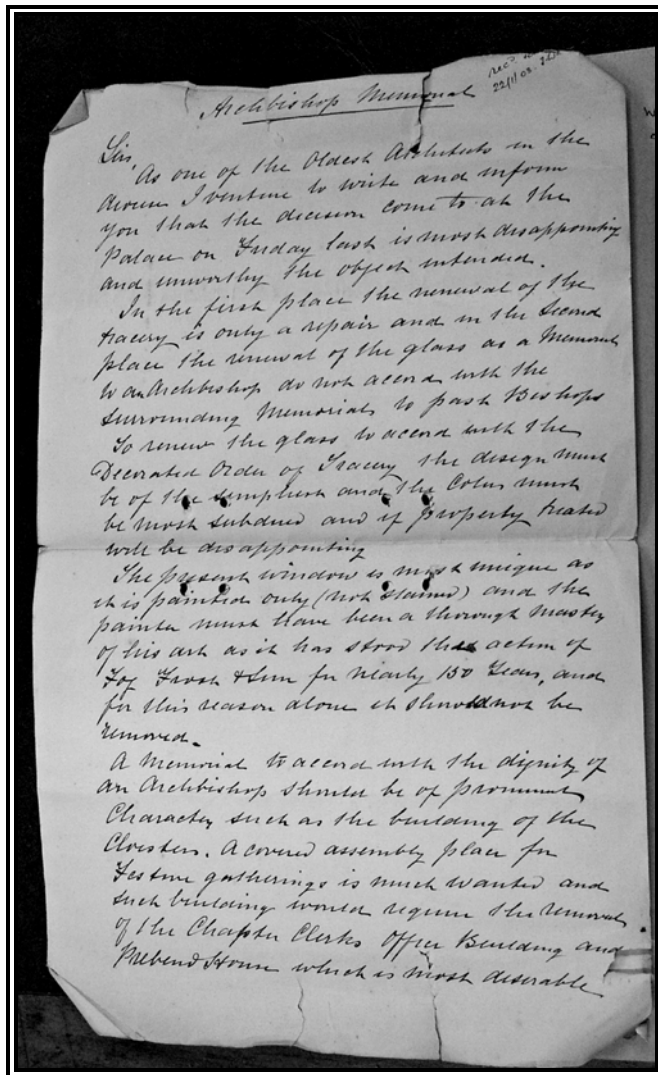 Rec'd
22/11/03.
Archbishop Memorial
Sir,
As one of the Oldest Architects in the
diocese I venture to write and inform
you that the decision come to at the
Palace on Friday last is most disappointing
and unworthy the object intended.
In the first place the renewal of the
tracery is only a repair and in the Second
place the renewal of the glass as a Memorial
to an Archbishop do not accord with the
surrounding Memorials to past Bishops
To renew the glass to accord with the
Decorated Order of Tracery the design must
be of the simplest and the Colour must
be most subdued and if property treated
will be disappointing
The present window is most unique as
it is painted only (not stained) and the
painter must have been a thorough master
of his art as it has stood the action of
Fog Frost & Sun for nearly 150 Years, and
for this reason alone it should not be
removed.
A Memorial to accord with the dignity of
an Archbishop should be of prominent
Character such as the building of the
Cloisters. A covered assembly place for
Festive gatherings is much wanted and
such building would require the removal
of the Chapter Clerks Office Building and
Prebend House which is most desirable